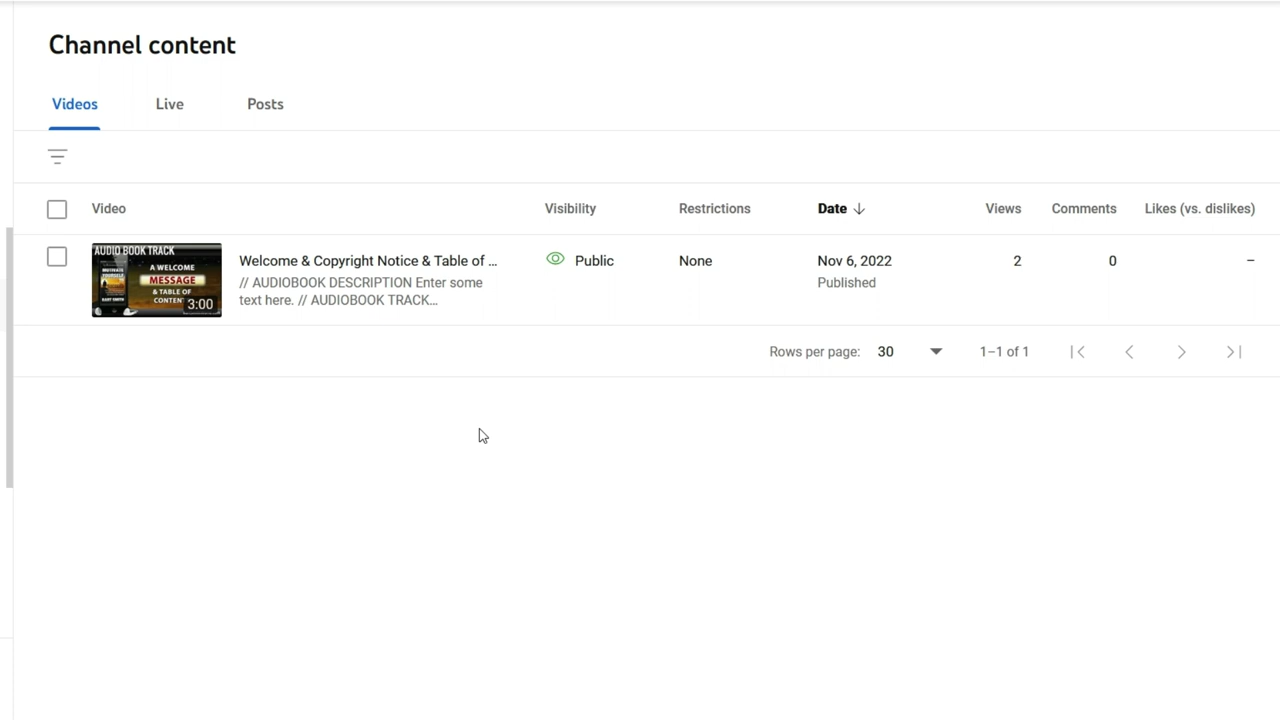 Channel content
Videos Live Posts
Video Visibility Restrictions Date Views Comments Likes (vs. dislikes)
AUDIO BOOK TRACK
A WELCOME
MESSAGE
& TABLE OF
CONTENT
3:00
MOTIVATE
YOURSELF
Welcome & Copyright Notice & Table of ...
// AUDIOBOOK DESCRIPTION Enter some
text here. // AUDIOBOOK TRACK...
Public None Nov 6, 2022 2 0 –
Published
Rows per page: 30 1–1 of 1